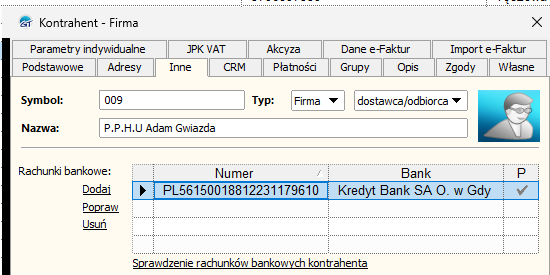 Kontrahent - Firma
Parametry indywidualne JPK VAT Akcyza Dane e-Faktur Import e-Faktur
Podstawowe Adresy Inne CRM Płatności Grupy Opis Zgody Własne
Symbol: 009 Typ: Firma dostawca/odbiorca
Nazwa: P.P.H.U Adam Gwiazda
Rachunki bankowe: Numer Bank P
Dodaj PL56150018812231179610 Kredyt Bank SA O. w Gdy
Popraw
Usuń
Sprawdzenie rachunków bankowych kontrahenta